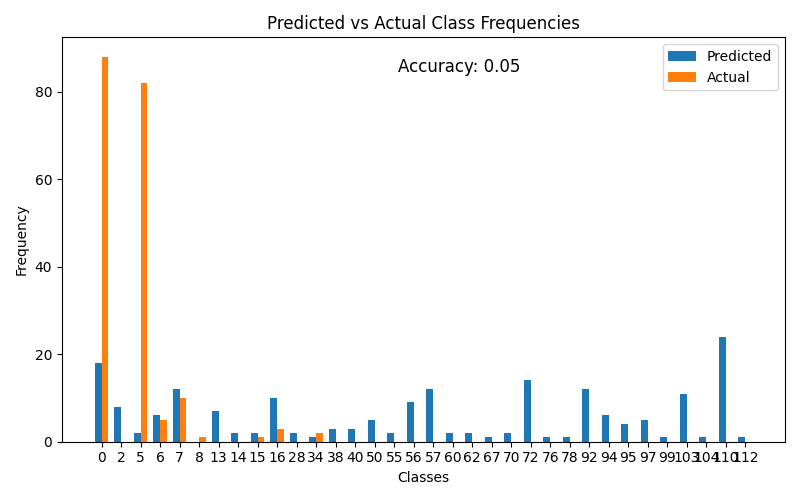 Predicted vs Actual Class Frequencies
Accuracy: 0.05
Predicted
Actual
80
60
40
20
0
Frequency
0 2 5 6 7 8 13 14 15 16 28 34 38 40 50 55 56 57 60 62 67 70 72 76 78 92 94 95 97 99 103 104 110 112
Classes